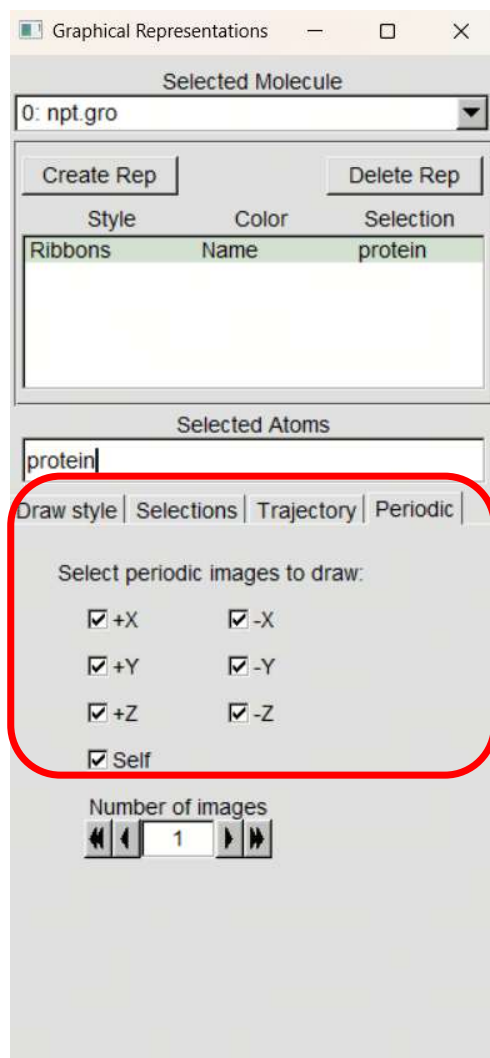 Graphical Representations
Selected Molecule
0: npt.gro
Create Rep Delete Rep
Style Color Selection
Ribbons Name protein
Selected Atoms
protein
Draw style Selections Trajectory Periodic
Select periodic images to draw:
+X -X
+Y -Y
+Z -Z
Self
Number of images
1